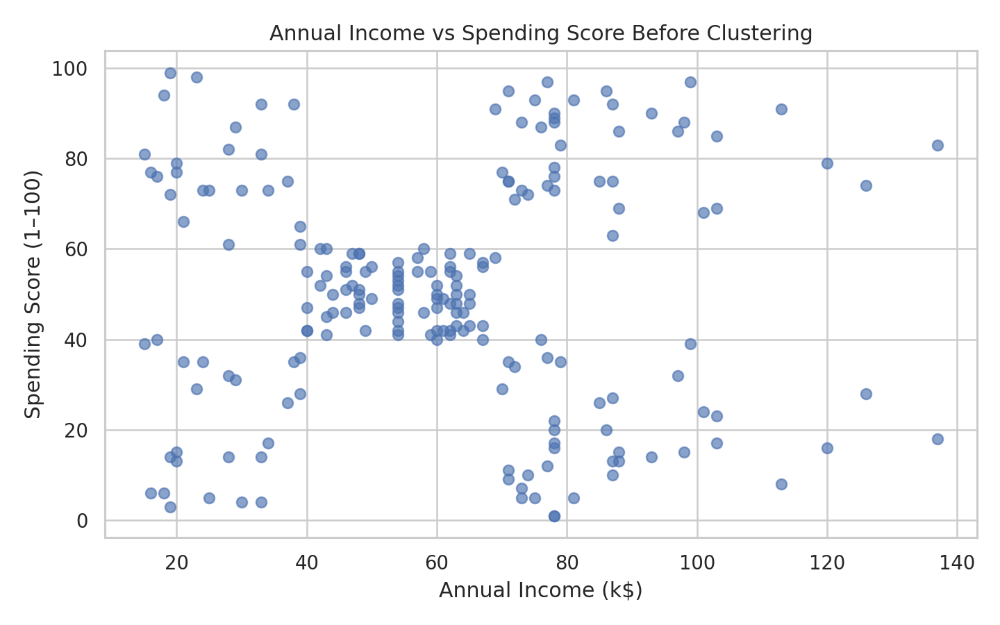 Annual Income vs Spending Score Before Clustering
Spending Score (1–100)
100
80
60
40
20
0
20 40 60 80 100 120 140
Annual Income (k$)